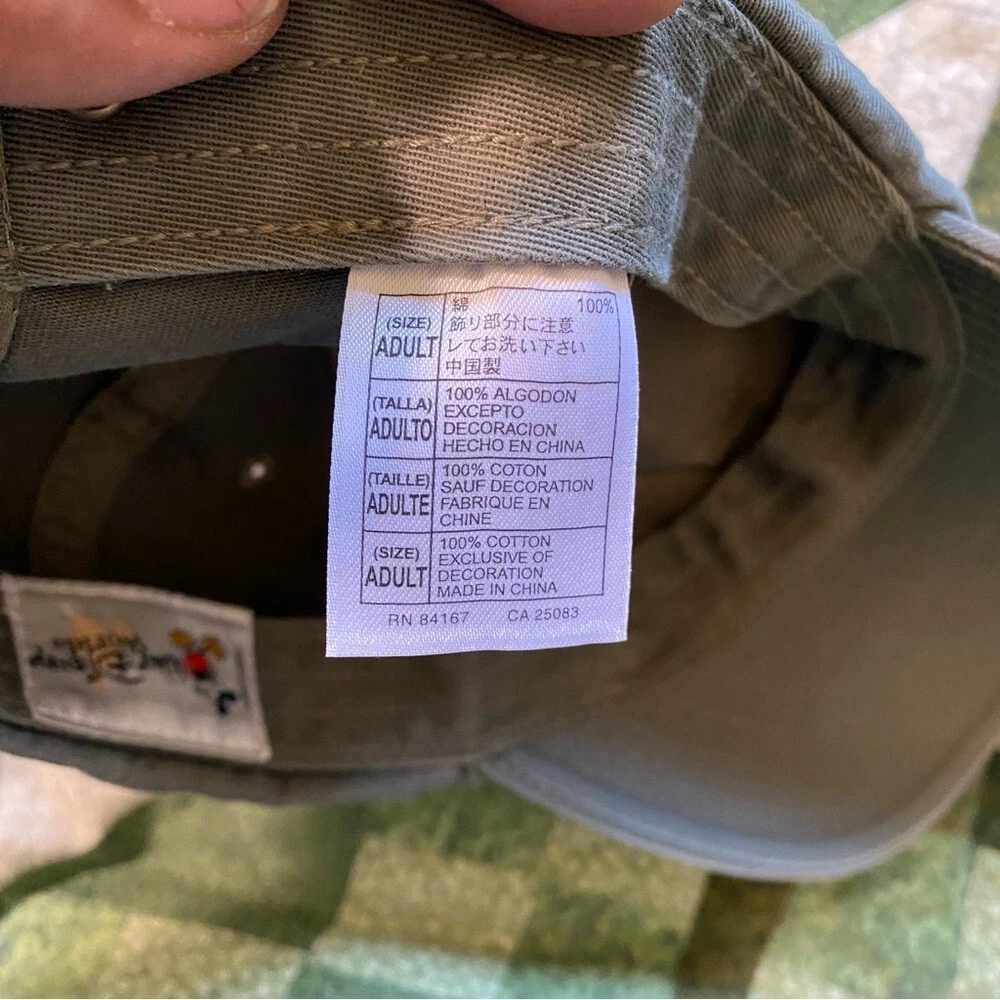 (SIZE)
ADULT
綿 100%
飾り部分に注意
レてお洗い下さい
中国製
(TALLA)
ADULTO
100% ALGODON
EXCEPTO
DECORACION
HECHO EN CHINA
(TAILLE)
ADULTE
100% COTON
SAUF DECORATION
FABRIQUE EN
CHINE
(SIZE)
ADULT
100% COTTON
EXCLUSIVE OF
DECORATION
MADE IN CHINA
RN 84167 CA 25083